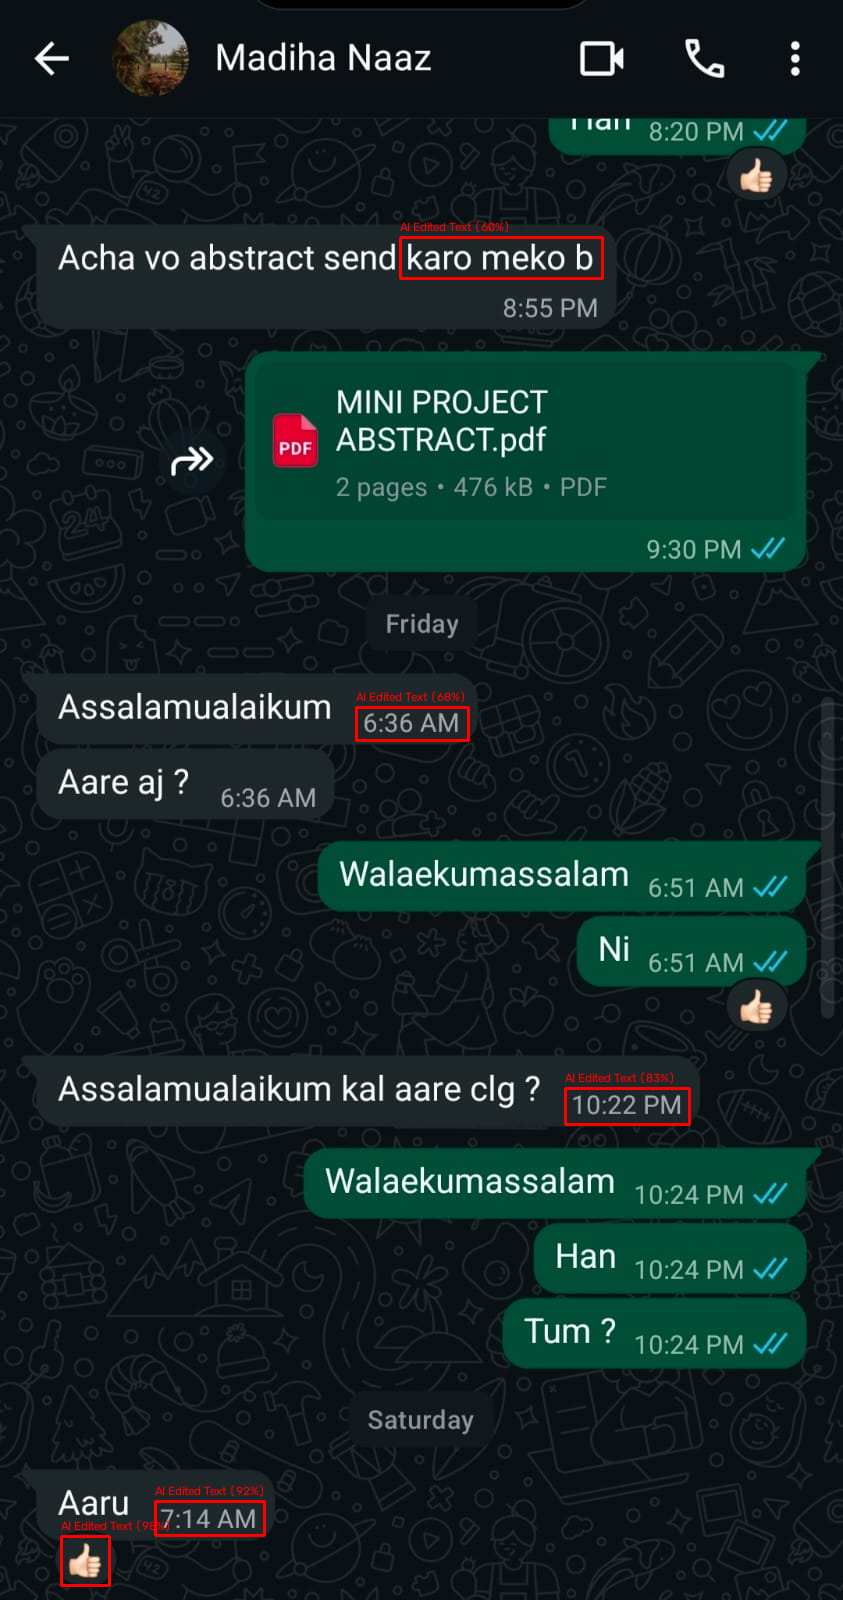 Madiha Naaz
Han 8:20 PM
AI Edited Text (60%)
Acha vo abstract send karo meko b
8:55 PM
MINI PROJECT
ABSTRACT.pdf
PDF
2 pages • 476 kB • PDF
9:30 PM
Friday
AI Edited Text (68%)
Assalamualaikum 6:36 AM
Aare aj ? 6:36 AM
Walaekumassalam 6:51 AM
Ni 6:51 AM
AI Edited Text (83%)
Assalamualaikum kal aare clg ? 10:22 PM
Walaekumassalam 10:24 PM
Han 10:24 PM
Tum ? 10:24 PM
Saturday
AI Edited Text (92%)
Aaru 7:14 AM
AI Edited Text (98%)